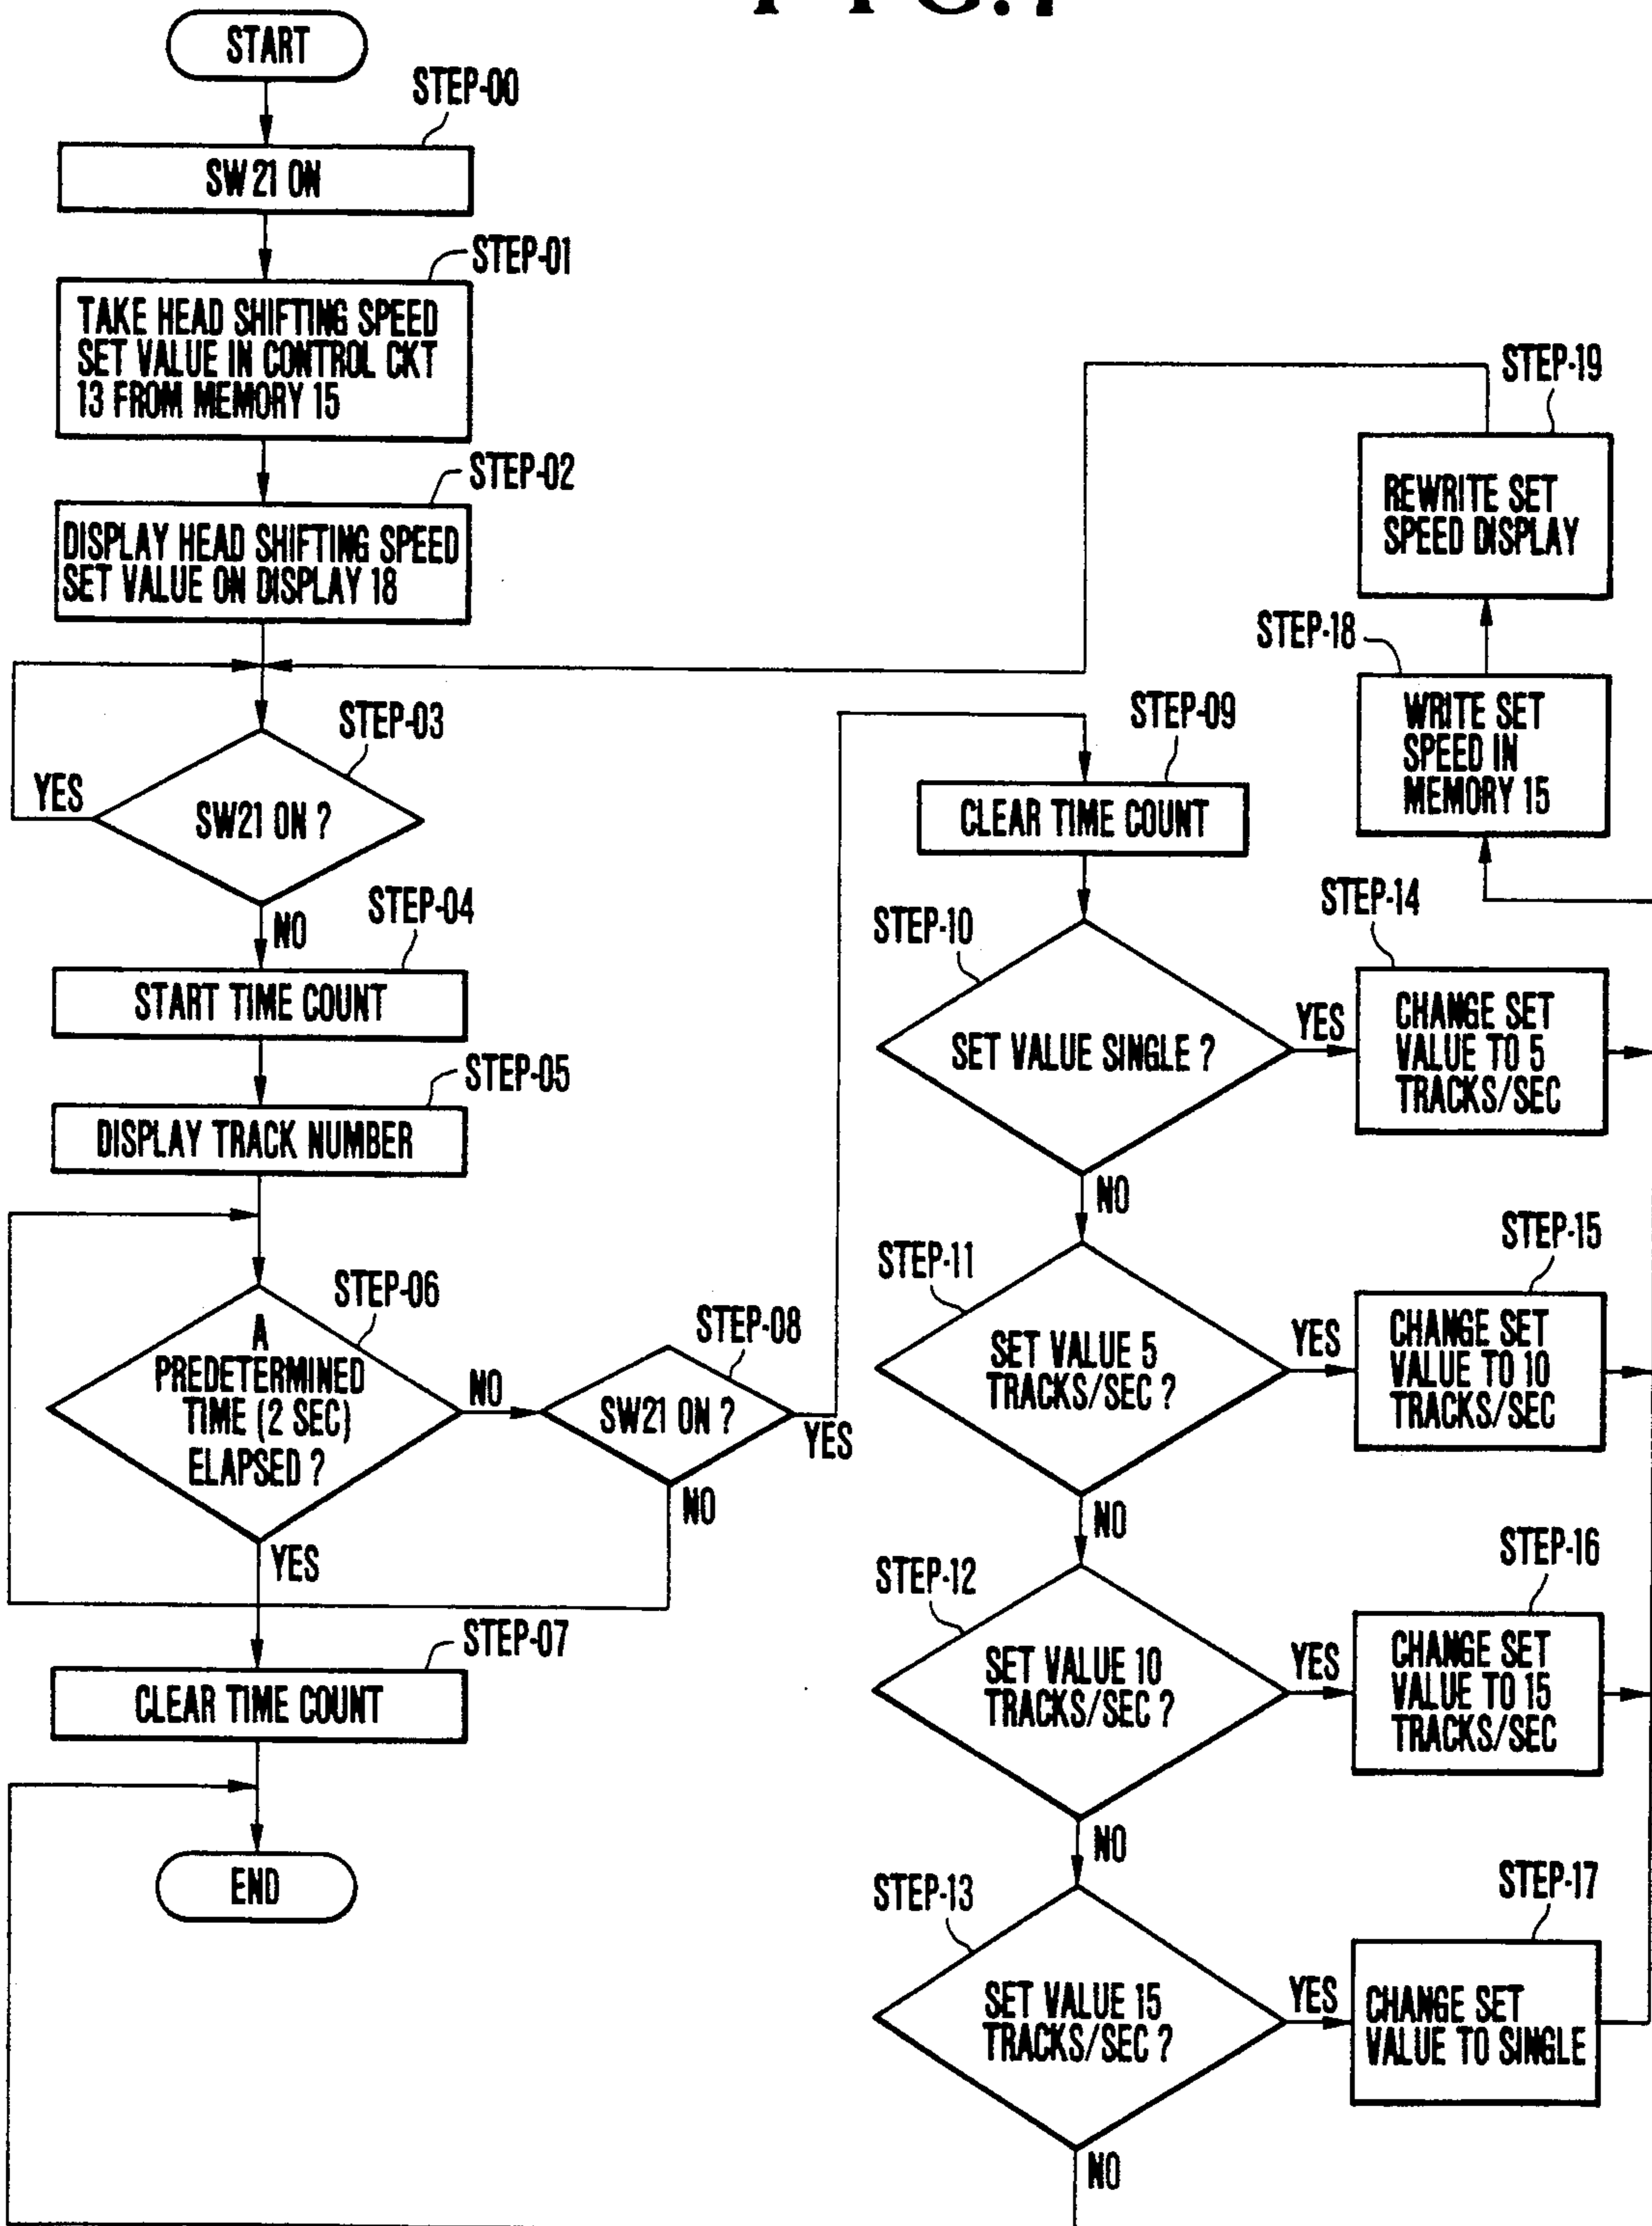 START
STEP-00
SW 21 ON
STEP-01
TAKE HEAD SHIFTING SPEED
SET VALUE IN CONTROL CKT
13 FROM MEMORY 15
STEP-02
DISPLAY HEAD SHIFTING SPEED
SET VALUE ON DISPLAY 18
STEP-03
YES
SW21 ON ?
NO
STEP-04
START TIME COUNT
STEP-05
DISPLAY TRACK NUMBER
STEP-06
A
PREDETERMINED
TIME (2 SEC)
ELAPSED ?
NO
YES
STEP-08
SW21 ON ?
YES
NO
STEP-07
CLEAR TIME COUNT
END
STEP-09
CLEAR TIME COUNT
STEP-10
SET VALUE SINGLE ?
YES
NO
STEP-14
CHANGE SET
VALUE TO 5
TRACKS/SEC
STEP-11
SET VALUE 5
TRACKS/SEC ?
YES
NO
STEP-15
CHANGE SET
VALUE TO 10
TRACKS/SEC
STEP-12
SET VALUE 10
TRACKS/SEC ?
YES
NO
STEP-16
CHANGE SET
VALUE TO 15
TRACKS/SEC
STEP-13
SET VALUE 15
TRACKS/SEC ?
YES
NO
STEP-17
CHANGE SET
VALUE TO SINGLE
STEP-18
WRITE SET
SPEED IN
MEMORY 15
STEP-19
REWRITE SET
SPEED DISPLAY